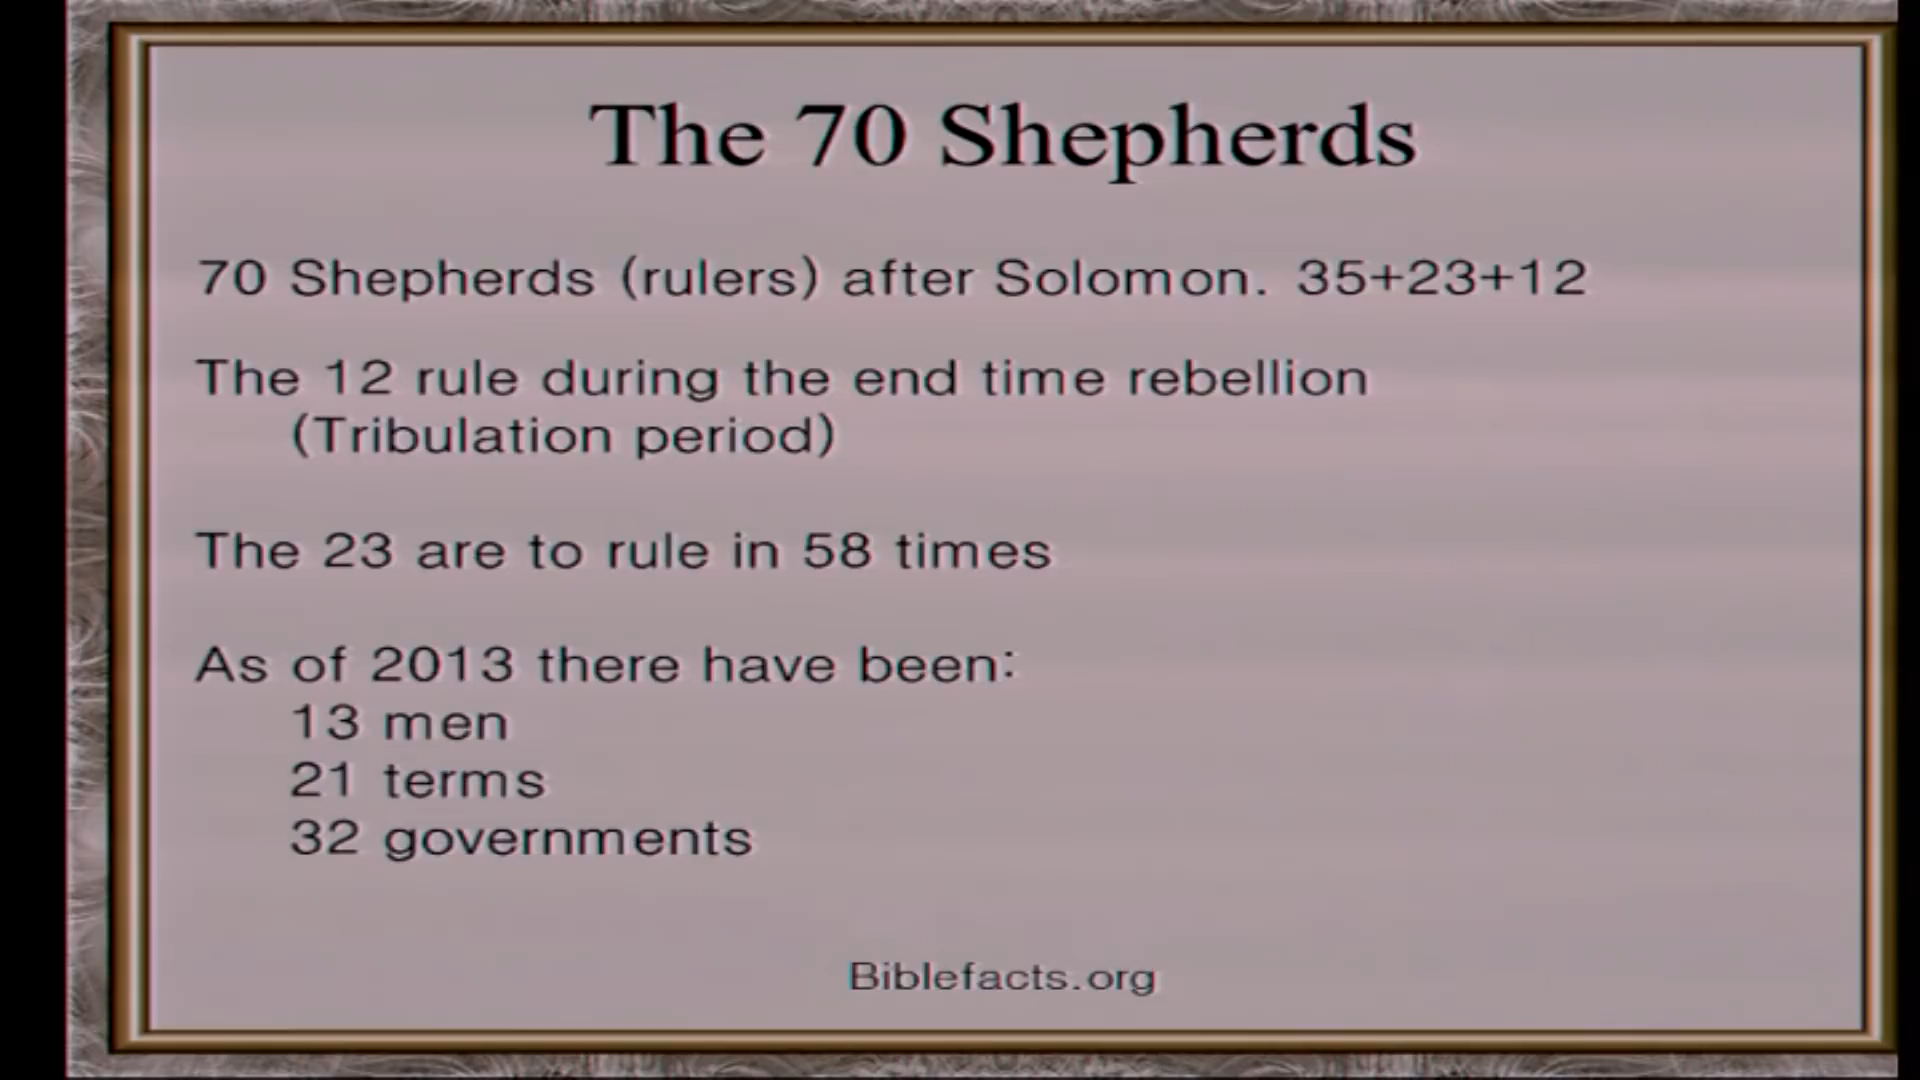 The 70 Shepherds
70 Shepherds (rulers) after Solomon. 35+23+12
The 12 rule during the end time rebellion
(Tribulation period)
The 23 are to rule in 58 times
As of 2013 there have been:
13 men
21 terms
32 governments
Biblefacts.org